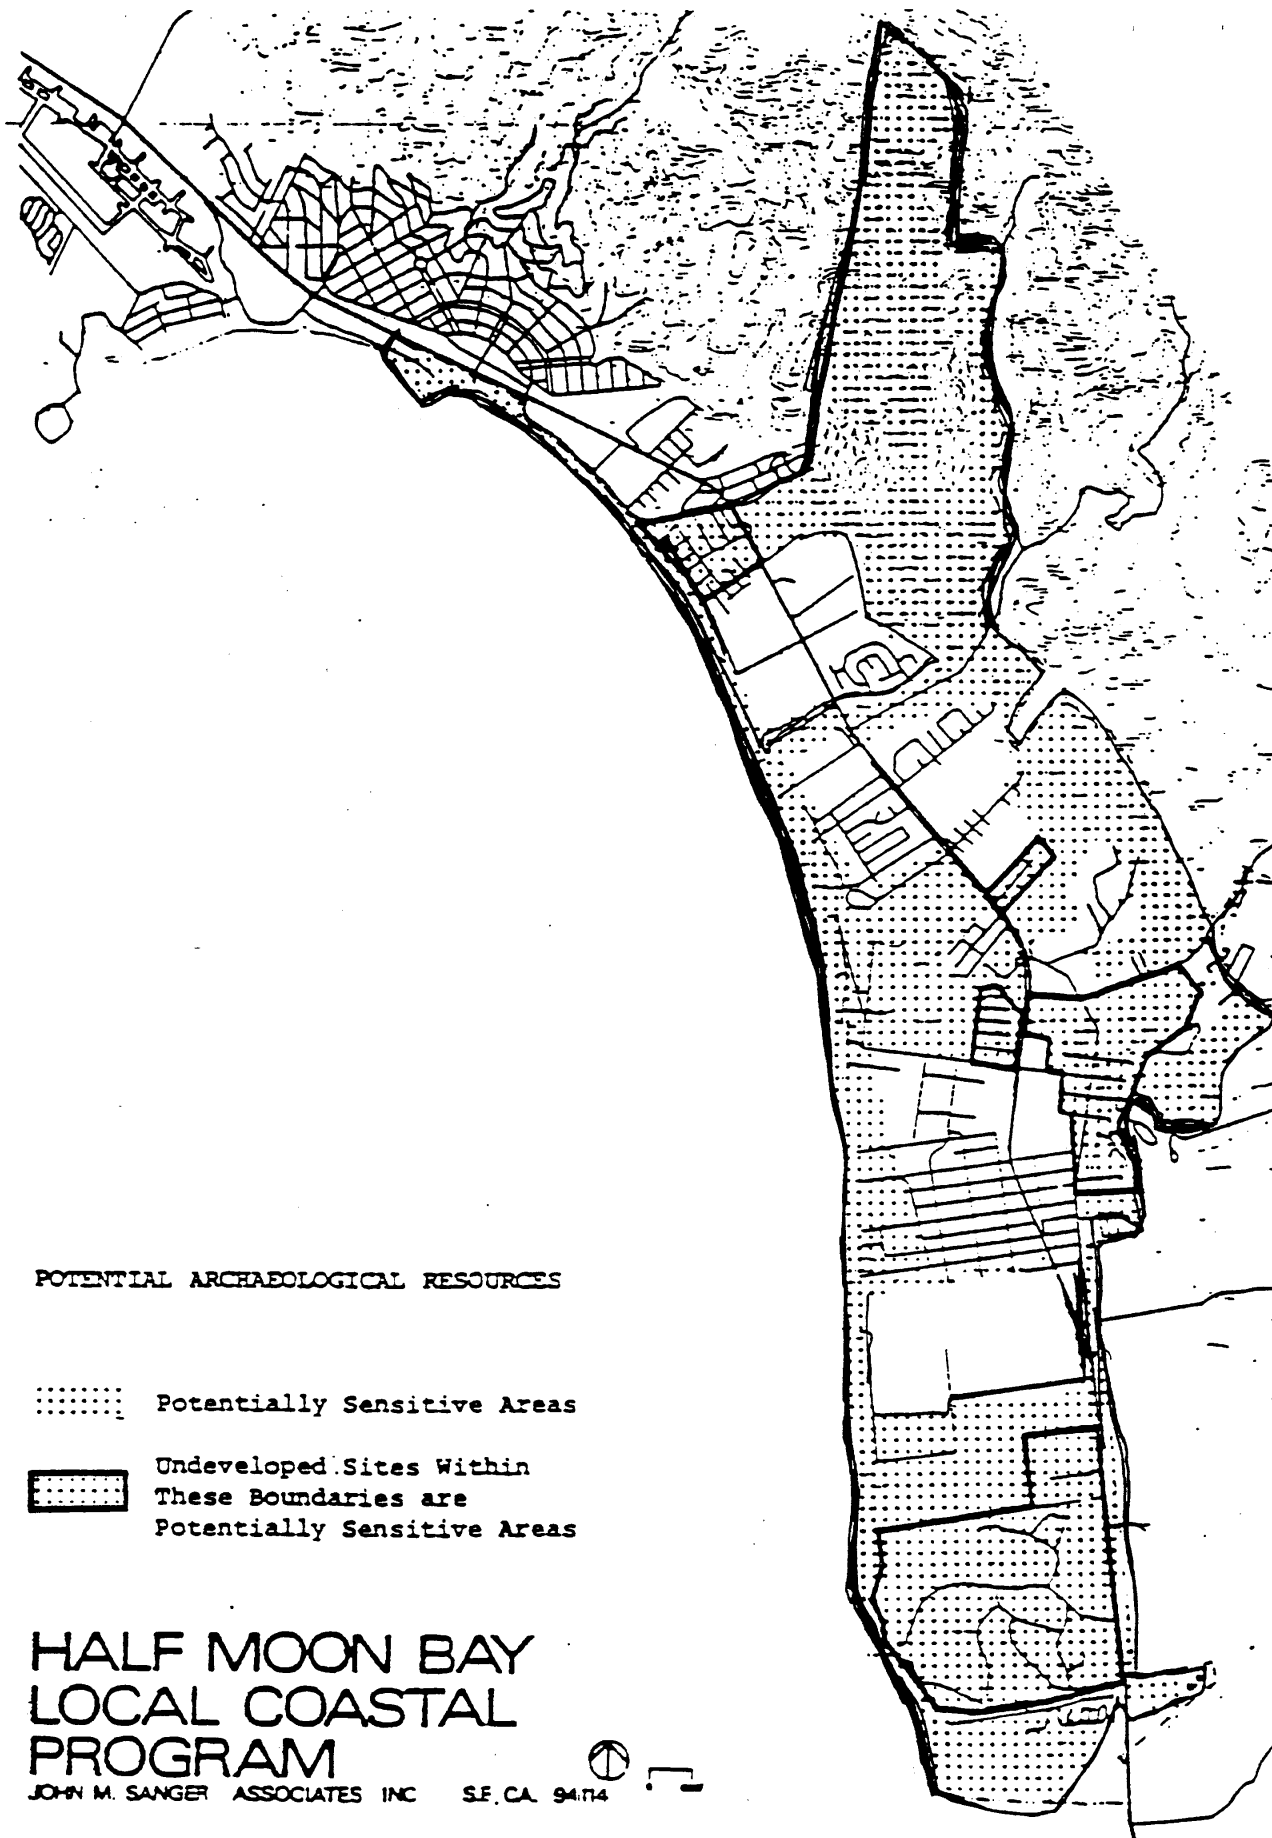 POTENTIAL ARCHAEOLOGICAL RESOURCES
Potentially Sensitive Areas
Undeveloped Sites Within
These Boundaries are
Potentially Sensitive Areas
HALF MOON BAY
LOCAL COASTAL
PROGRAM
JOHN M. SANGER ASSOCIATES INC S.F. CA. 94114